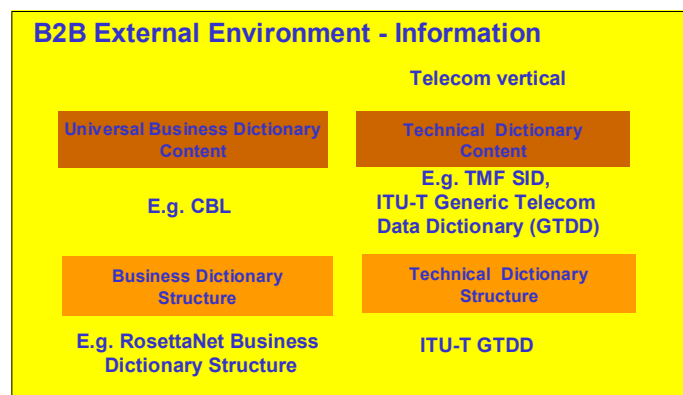 B2B External Environment - Information
Telecom vertical
Universal Business Dictionary
Content
Technical Dictionary
Content
E.g. CBL
E.g. TMF SID,
ITU-T Generic Telecom
Data Dictionary (GTDD)
Business Dictionary
Structure
Technical Dictionary
Structure
E.g. RosettaNet Business
Dictionary Structure
ITU-T GTDD